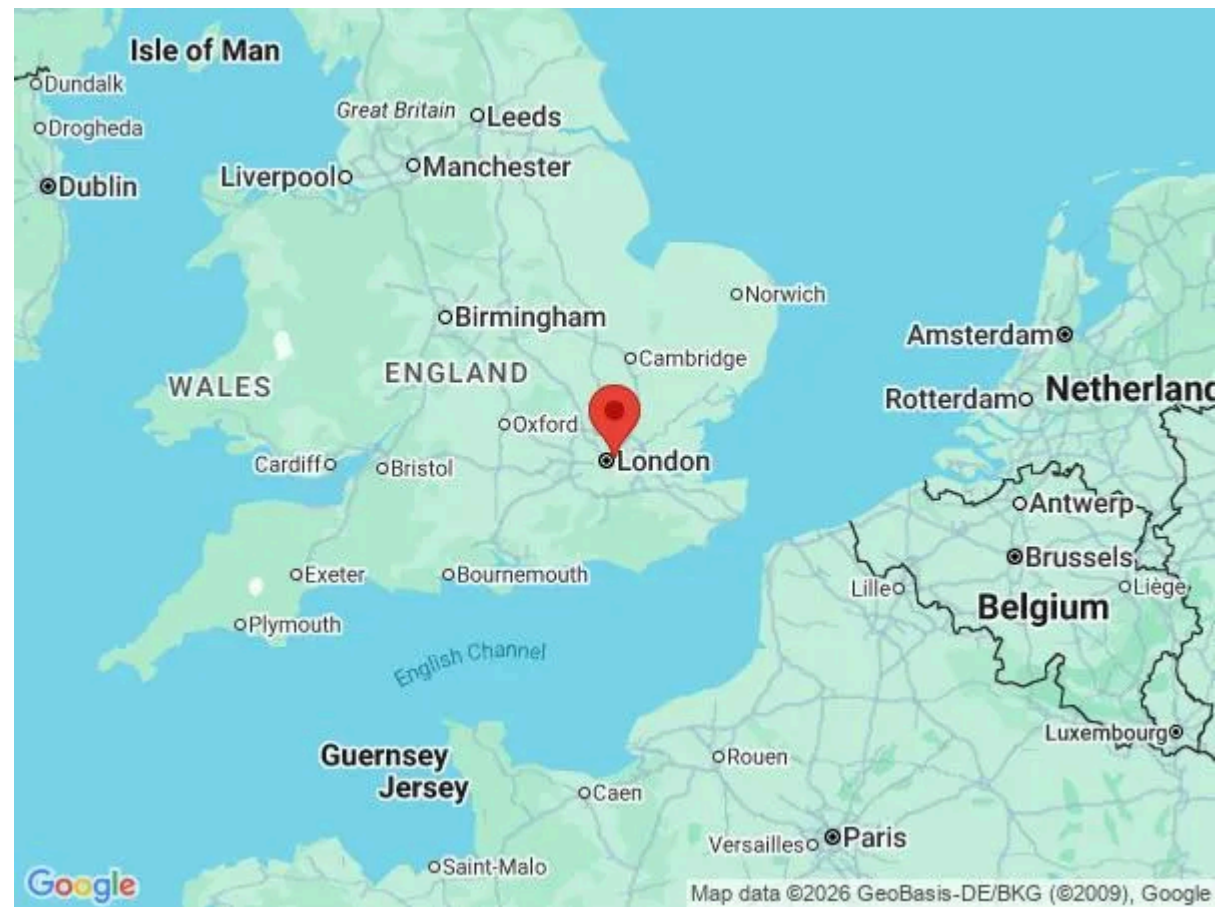 Isle of Man
Dundalk
Great Britain
Leeds
Drogheda
Manchester
Liverpool
Dublin
Norwich
Birmingham
Amsterdam
Cambridge
ENGLAND
WALES
Netherland
Rotterdam
Oxford
London
Cardiff
Bristol
Antwerp
Brussels
Exeter
Bournemouth
Lille
Liège
Belgium
Plymouth
English Channel
Luxembourg
Guernsey
Rouen
Jersey
Caen
Paris
Versailles
Saint-Malo
Google
Map data ©2026 GeoBasis-DE/BKG (©2009), Google